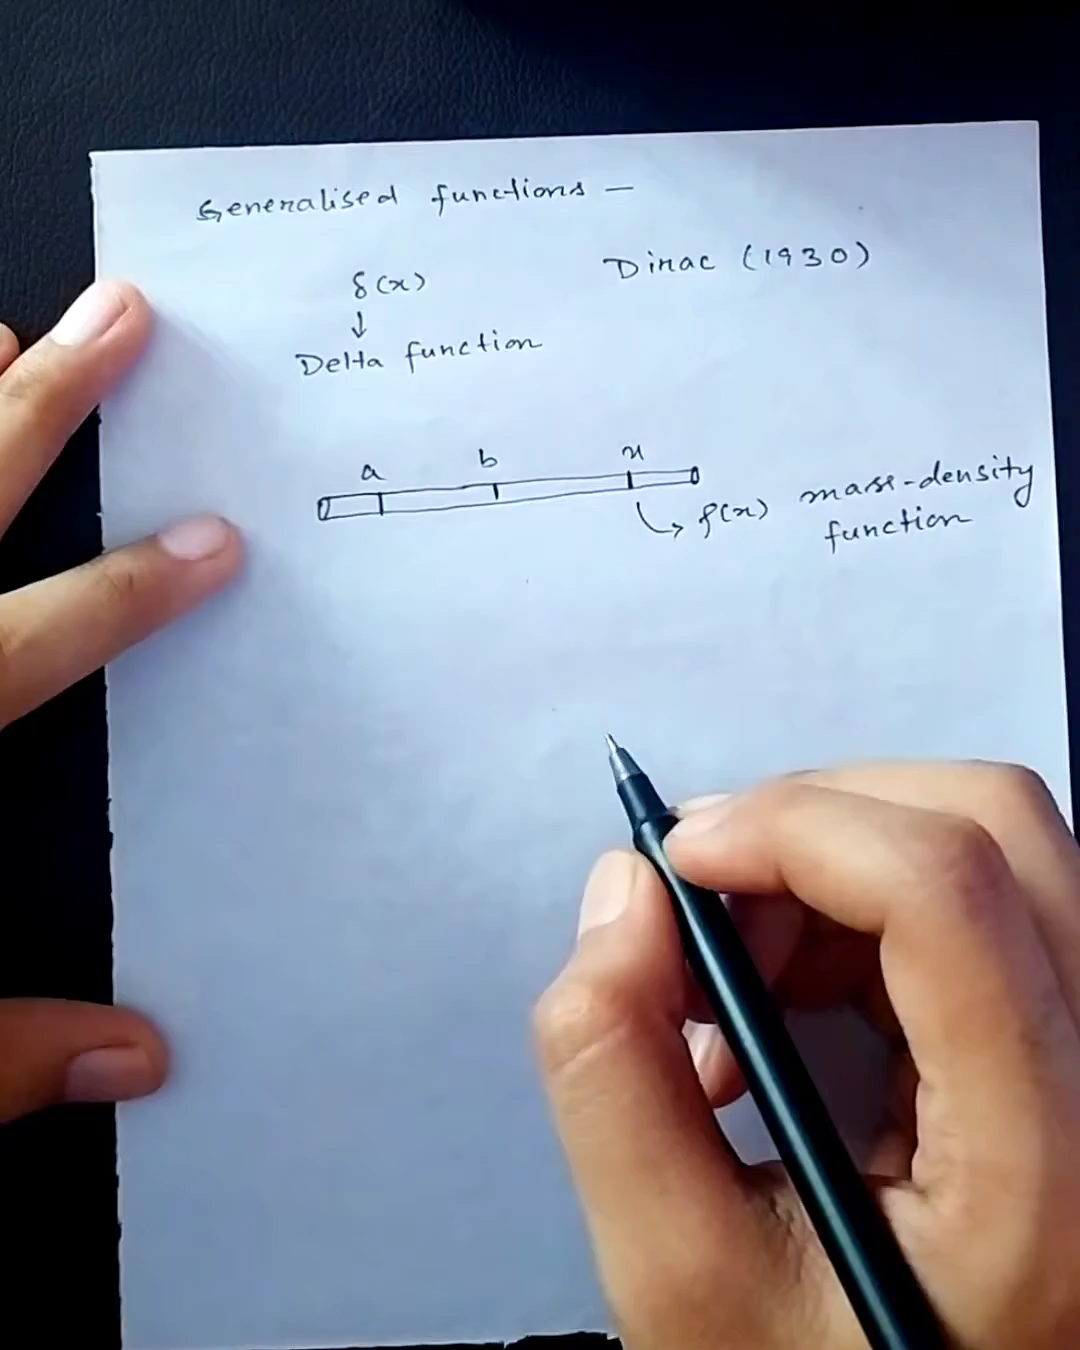 Generalised functions —
δ(x) Dirac (1930)
↓
Delta function
a b x
↳ ρ(x) mass-density
function